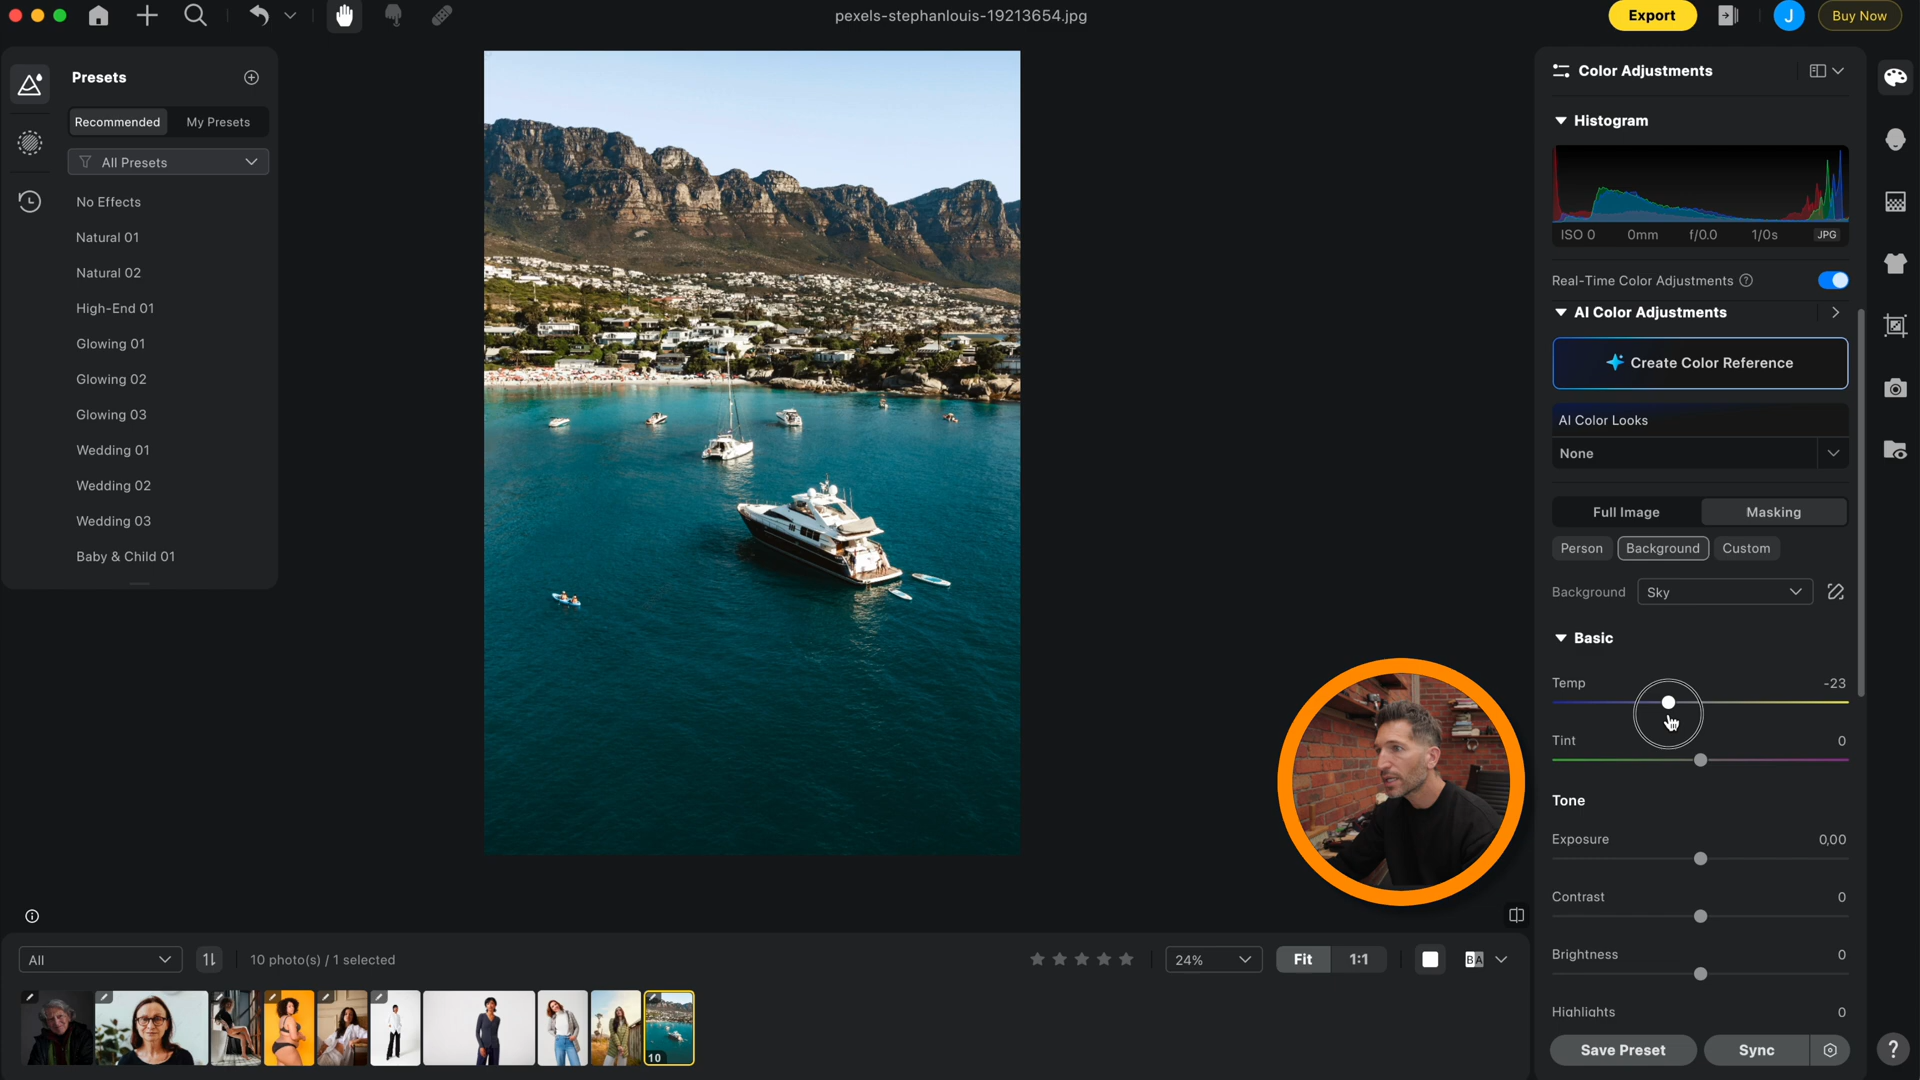 pexels-stephanlouis-19213654.jpg
Export
J
Buy Now
Presets
Recommended
My Presets
All Presets
No Effects
Natural 01
Natural 02
High-End 01
Glowing 01
Glowing 02
Glowing 03
Wedding 01
Wedding 02
Wedding 03
Baby & Child 01
Color Adjustments
Histogram
ISO 0 0mm f/0.0 1/0s JPG
Real-Time Color Adjustments ?
AI Color Adjustments
Create Color Reference
AI Color Looks
None
Full Image Masking
Person Background Custom
Background Sky
Basic
Temp -23
Tint 0
Tone
Exposure 0,00
Contrast 0
Brightness 0
Highlights 0
Save Preset Sync
?
All
10 photo(s) / 1 selected
24%
Fit 1:1
BA
10